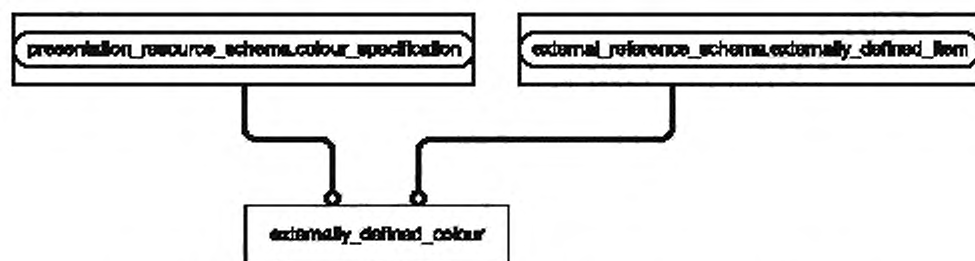 presentation_resource_schema.colour_specification
external_reference_schema.externally_defined_item
externally_defined_colour